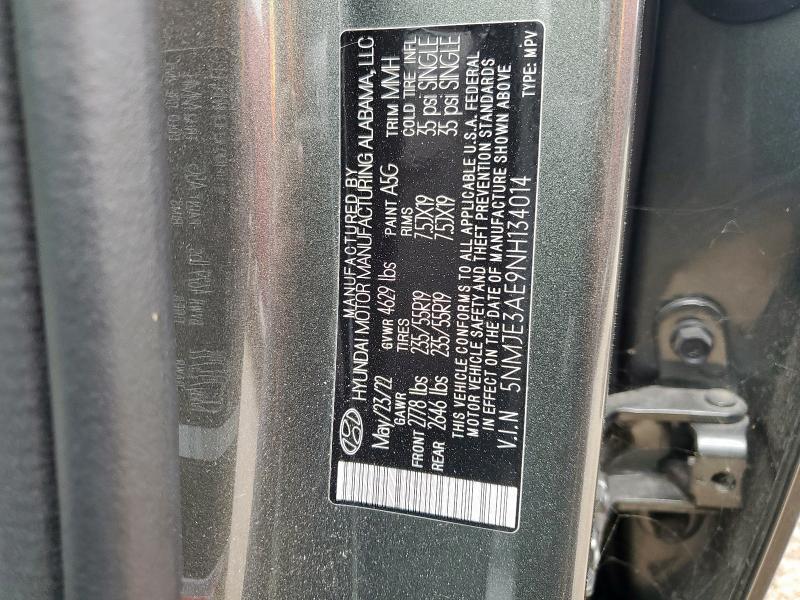 MANUFACTURED BY
HYUNDAI MOTOR MANUFACTURING ALABAMA, LLC
May/23/22 GVWR 4629 lbs PAINT A5G TRIM MMH
GAWR TIRES RIMS COLD TIRE INFL
FRONT 2778 lbs 235/55R19 7.5JX19 35 psi SINGLE
REAR 2646 lbs 235/55R19 7.5JX19 35 psi SINGLE
THIS VEHICLE CONFORMS TO ALL APPLICABLE U.S.A. FEDERAL
MOTOR VEHICLE SAFETY AND THEFT PREVENTION STANDARDS
IN EFFECT ON THE DATE OF MANUFACTURE SHOWN ABOVE
V.I.N 5NMJE3AE9NH134014 TYPE: MPV